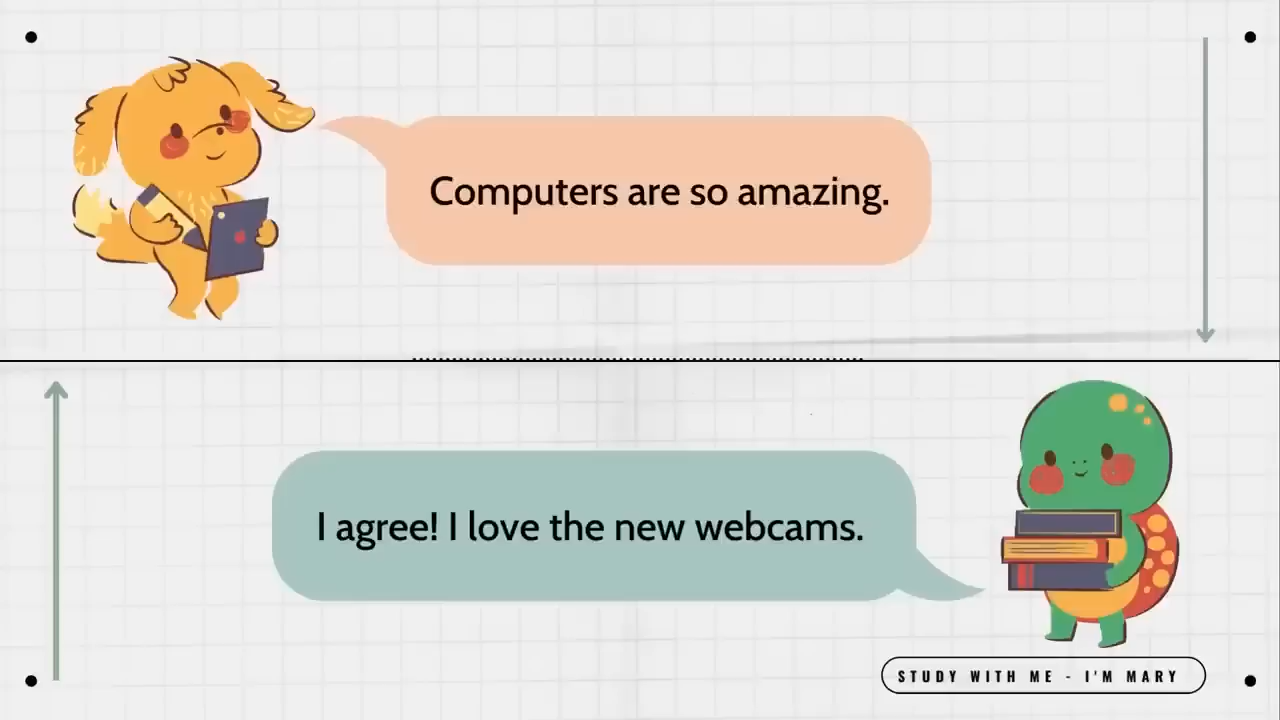 Computers are so amazing.
I agree! I love the new webcams.
STUDY WITH ME - I'M MARY